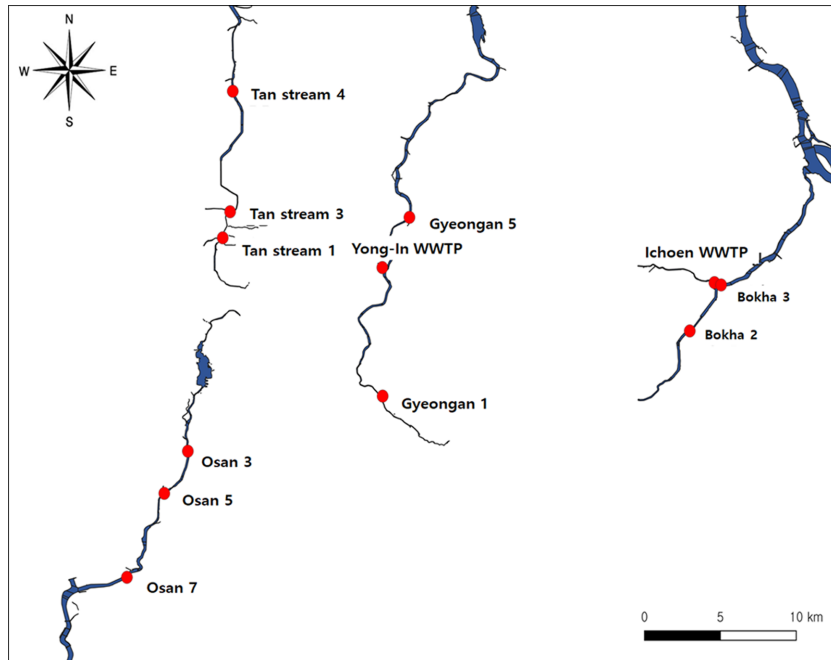 N
W E
S
Tan stream 4
Tan stream 3
Tan stream 1
Gyeongan 5
Yong-In WWTP
Gyeongan 1
Ichoen WWTP
Bokha 3
Bokha 2
Osan 3
Osan 5
Osan 7
0 5 10 km